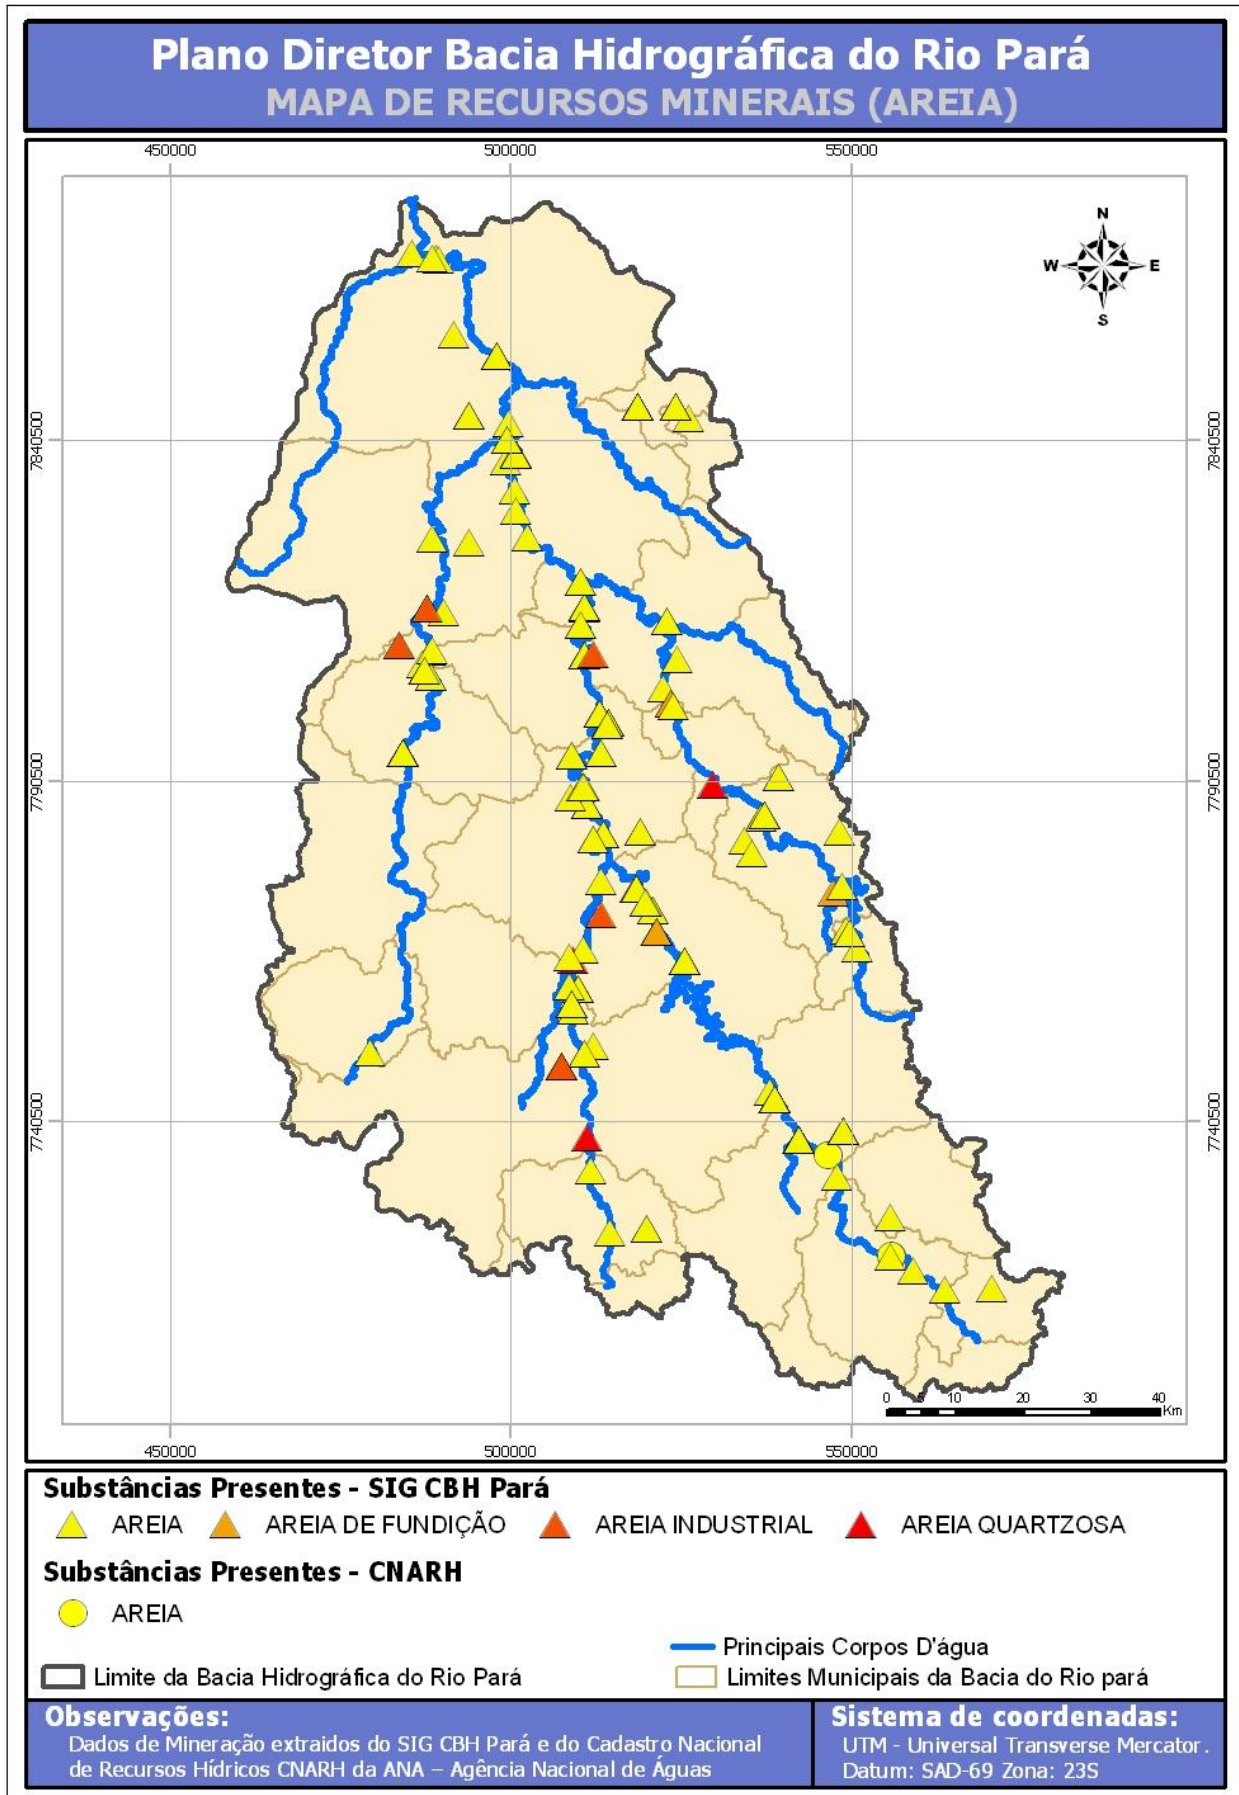 Plano Diretor Bacia Hidrográfica do Rio Pará
MAPA DE RECURSOS MINERAIS (AREIA)
450000 500000 550000
N
W E
S
7840500 7840500
7790500 7790500
7740500 7740500
0 5 10 20 30 40
Km
450000 500000 550000
Substâncias Presentes - SIG CBH Pará
AREIA AREIA DE FUNDIÇÃO AREIA INDUSTRIAL AREIA QUARTZOSA
Substâncias Presentes - CNARH
AREIA
Principais Corpos D'água
Limite da Bacia Hidrográfica do Rio Pará Limites Municipais da Bacia do Rio pará
Observações:
Dados de Mineração extraidos do SIG CBH Pará e do Cadastro Nacional
de Recursos Hídricos CNARH da ANA – Agência Nacional de Águas
Sistema de coordenadas:
UTM - Universal Transverse Mercator.
Datum: SAD-69 Zona: 23S